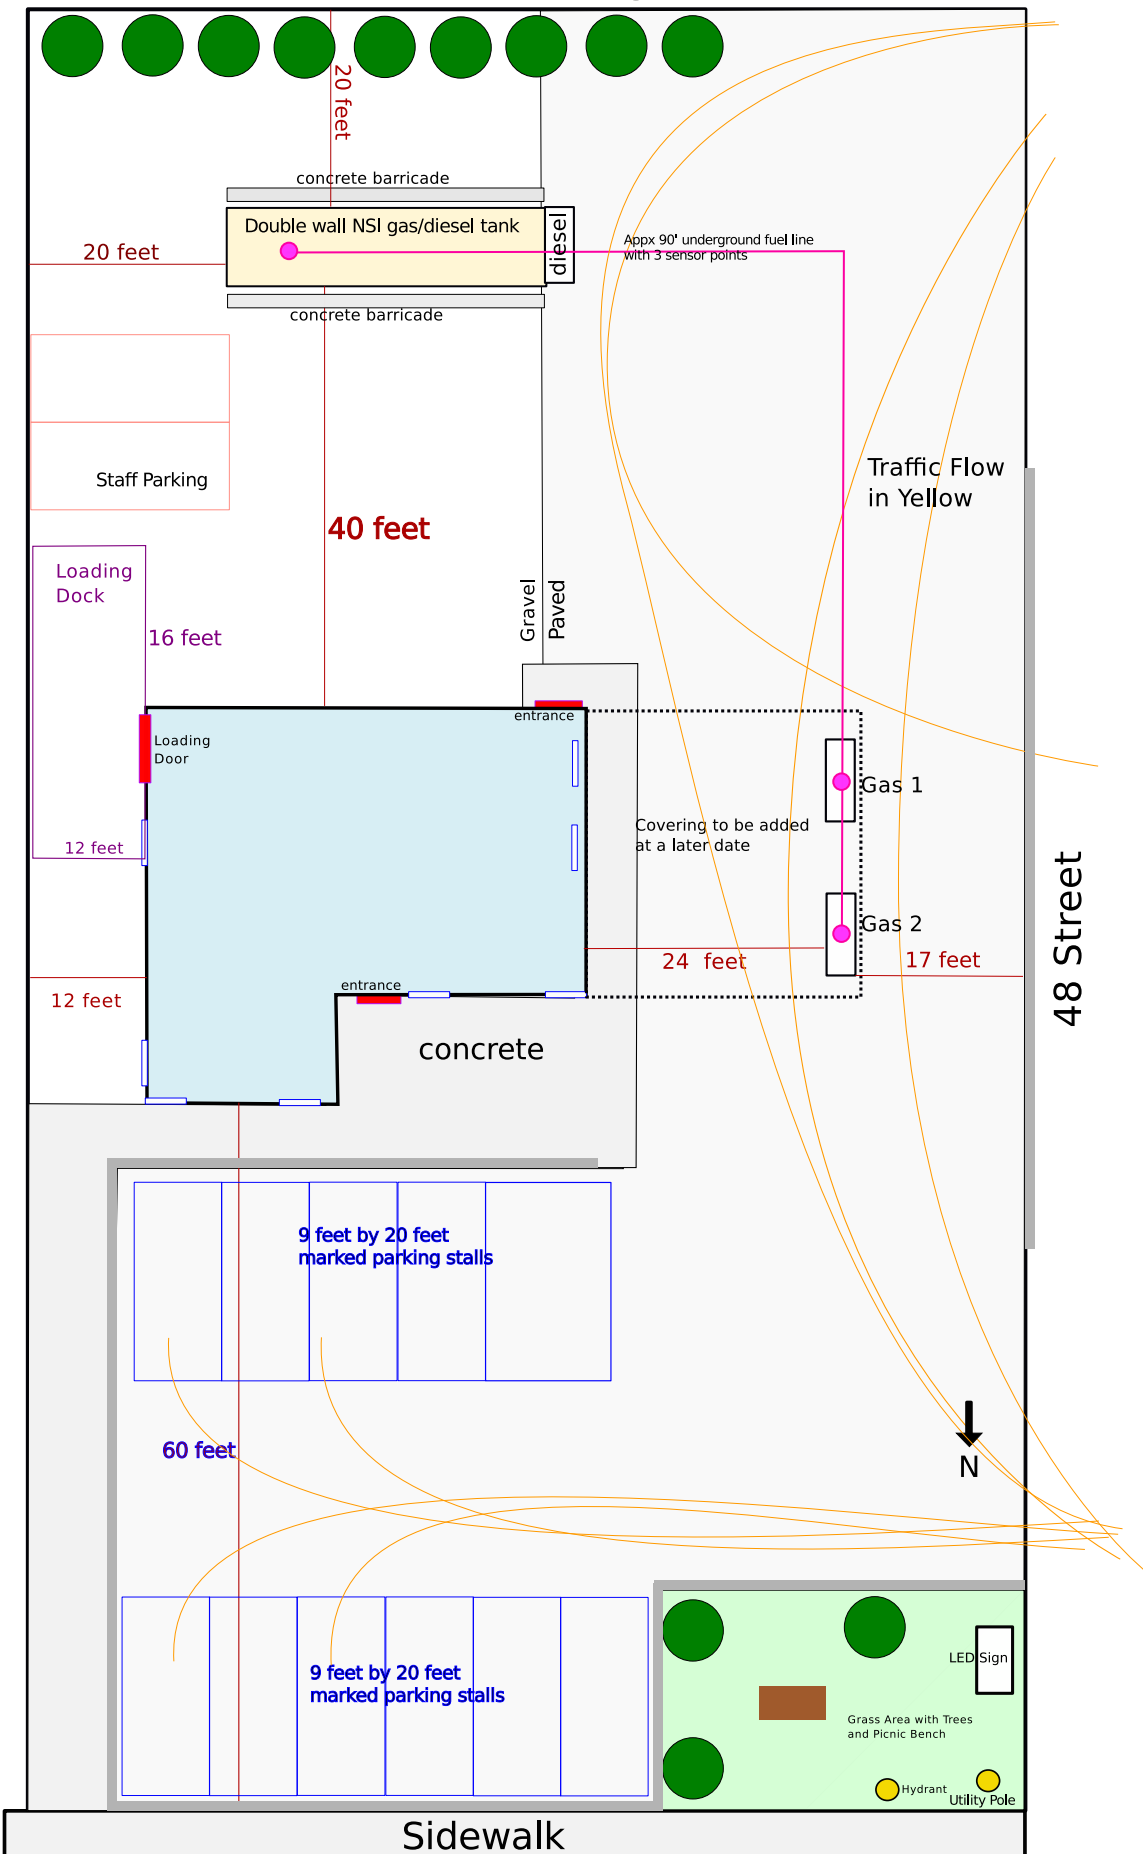 20 feet
concrete barricade
Double wall NSI gas/diesel tank
diesel
Appx 90' underground fuel line
with 3 sensor points
20 feet
concrete barricade
Staff Parking
Traffic Flow
in Yellow
40 feet
Loading
Dock
Gravel
Paved
16 feet
entrance
Loading
Door
Gas 1
Covering to be added
at a later date
12 feet
48 Street
Gas 2
24 feet
17 feet
entrance
12 feet
concrete
9 feet by 20 feet
marked parking stalls
60 feet
N
9 feet by 20 feet
marked parking stalls
LED Sign
Grass Area with Trees
and Picnic Bench
Hydrant
Utility Pole
Sidewalk